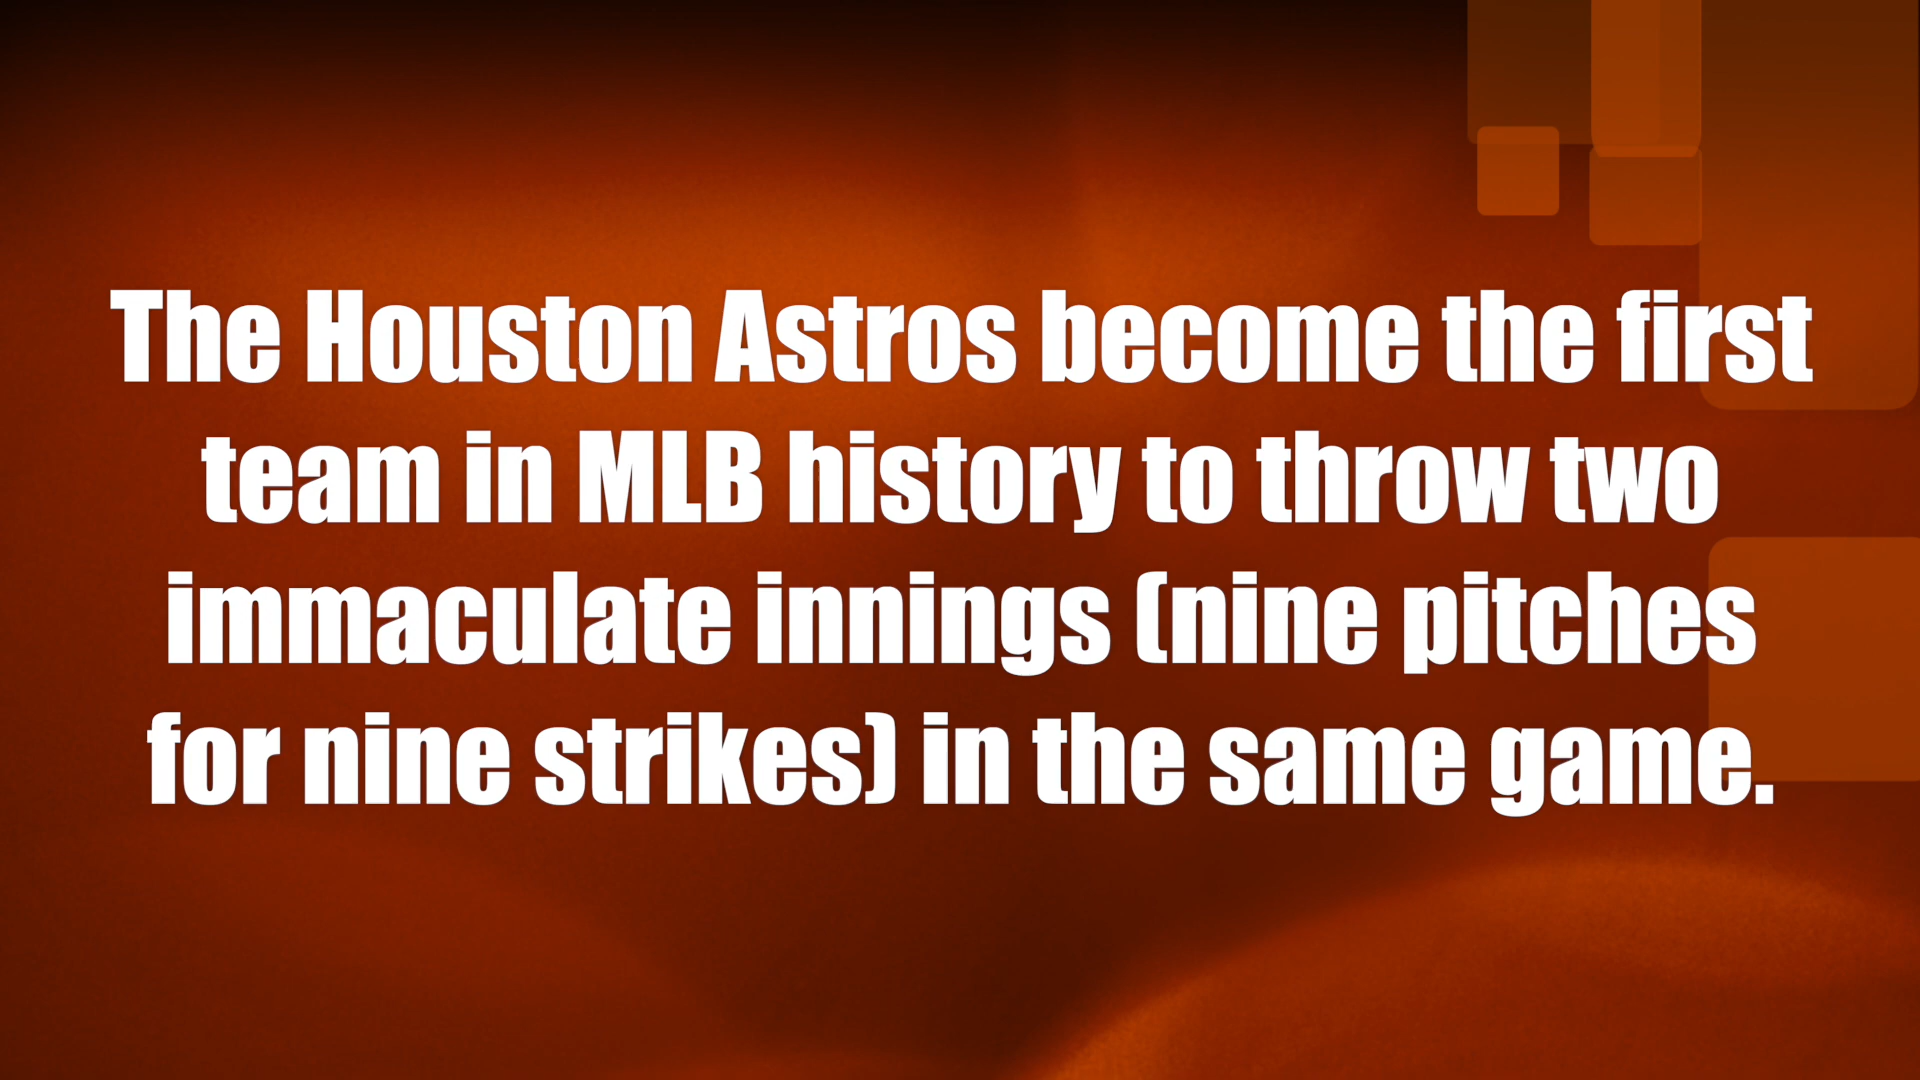 The Houston Astros become the first
team in MLB history to throw two
immaculate innings (nine pitches
for nine strikes) in the same game.